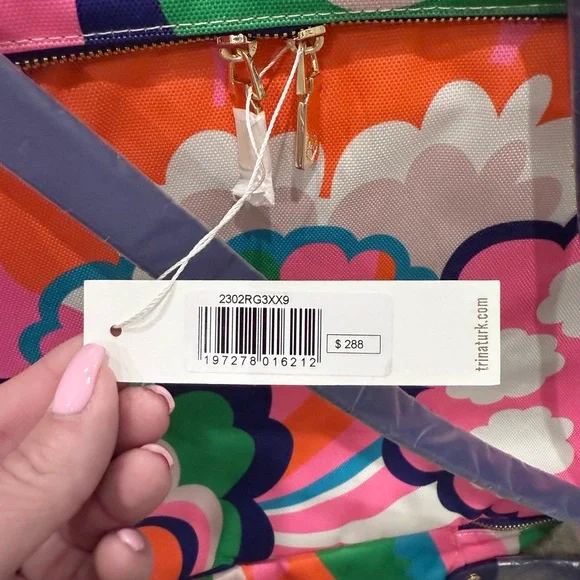 2302RG3XX9
197278 016212
$ 288
trinaturk.com